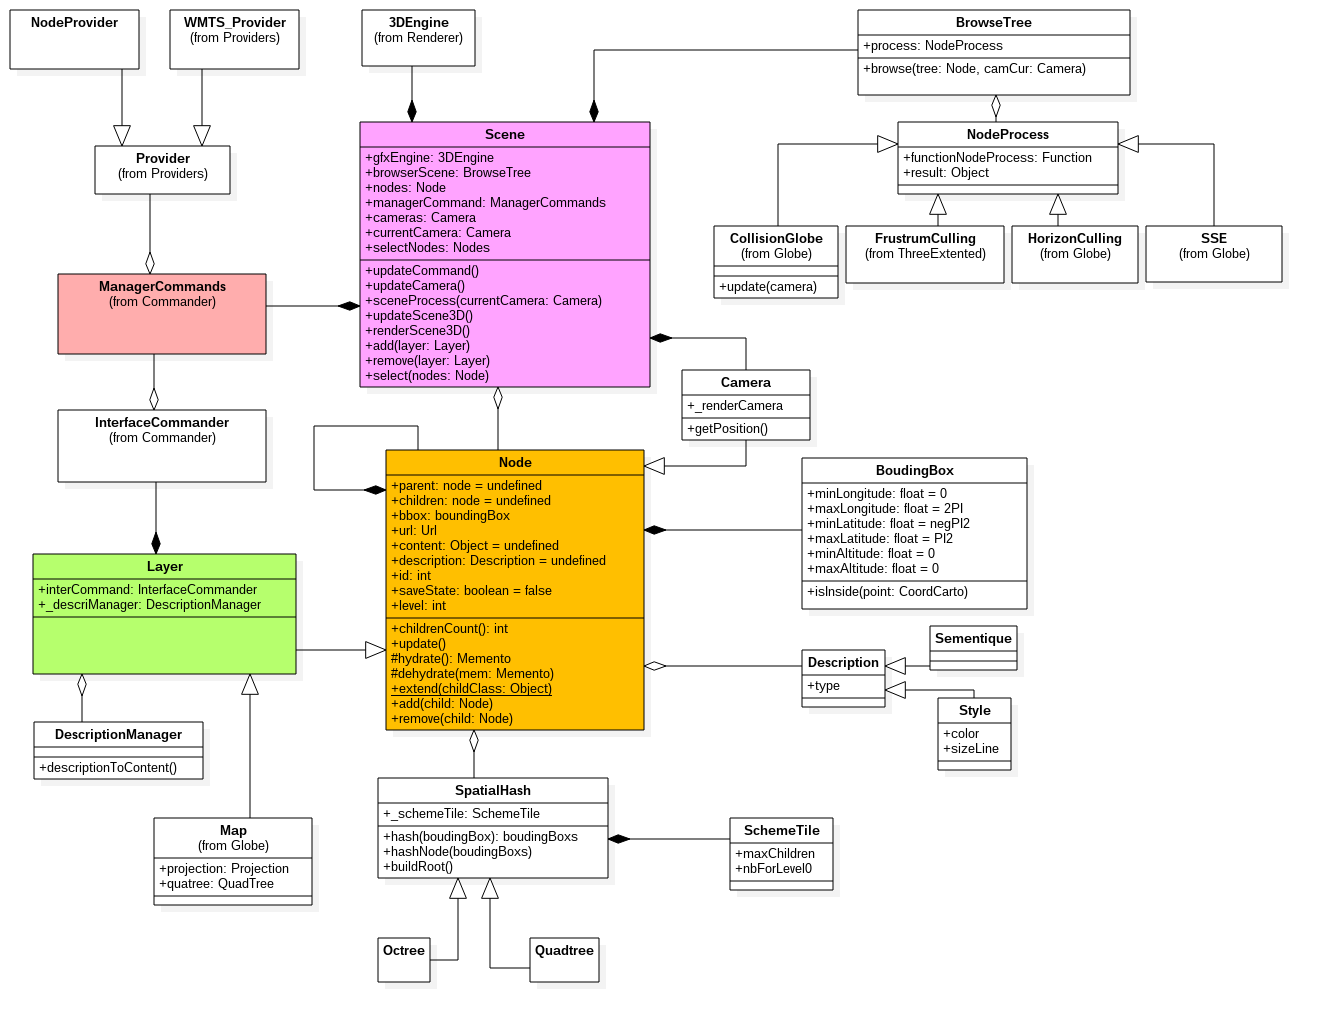 NodeProvider
WMTS_Provider
(from Providers)
3DEngine
(from Renderer)
BrowseTree
+process: NodeProcess
+browse(tree: Node, camCur: Camera)
Provider
(from Providers)
Scene
+gfxEngine: 3DEngine
+browserScene: BrowseTree
+nodes: Node
+managerCommand: ManagerCommands
+cameras: Camera
+currentCamera: Camera
+selectNodes: Nodes
+updateCommand()
+updateCamera()
+sceneProcess(currentCamera: Camera)
+updateScene3D()
+renderScene3D()
+add(layer: Layer)
+remove(layer: Layer)
+select(nodes: Node)
NodeProcess
+functionNodeProcess: Function
+result: Object
CollisionGlobe
(from Globe)
+update(camera)
FrustrumCulling
(from ThreeExtented)
HorizonCulling
(from Globe)
SSE
(from Globe)
ManagerCommands
(from Commander)
InterfaceCommander
(from Commander)
Camera
+_renderCamera
+getPosition()
Node
+parent: node = undefined
+children: node = undefined
+bbox: boundingBox
+url: Url
+content: Object = undefined
+description: Description = undefined
+id: int
+saveState: boolean = false
+level: int
+childrenCount(): int
+update()
#hydrate(): Memento
#dehydrate(mem: Memento)
+extend(childClass: Object)
+add(child: Node)
+remove(child: Node)
BoudingBox
+minLongitude: float = 0
+maxLongitude: float = 2PI
+minLatitude: float = negPI2
+maxLatitude: float = PI2
+minAltitude: float = 0
+maxAltitude: float = 0
+isInside(point: CoordCarto)
Layer
+interCommand: InterfaceCommander
+_descriManager: DescriptionManager
Description
+type
Sementique
Style
+color
+sizeLine
DescriptionManager
+descriptionToContent()
Map
(from Globe)
+projection: Projection
+quatree: QuadTree
SpatialHash
+_schemeTile: SchemeTile
+hash(boudingBox): boudingBoxs
+hashNode(boudingBoxs)
+buildRoot()
SchemeTile
+maxChildren
+nbForLevel0
Octree
Quadtree